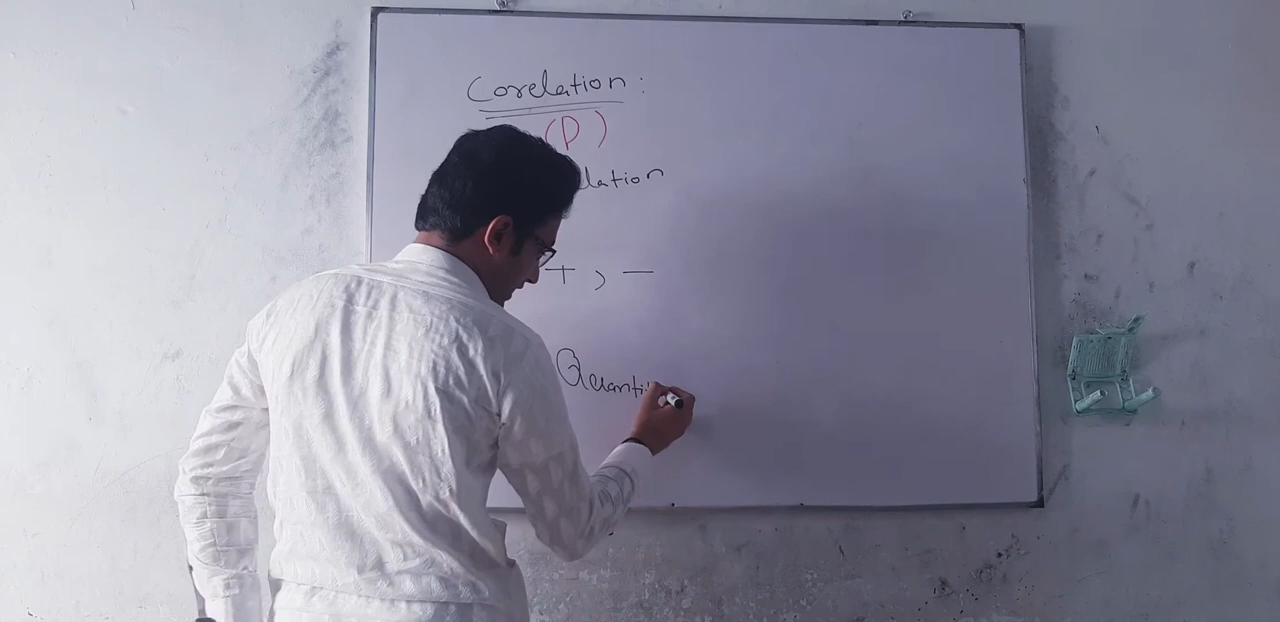 Corelation:
(P)
lation
+ , -
Quanti